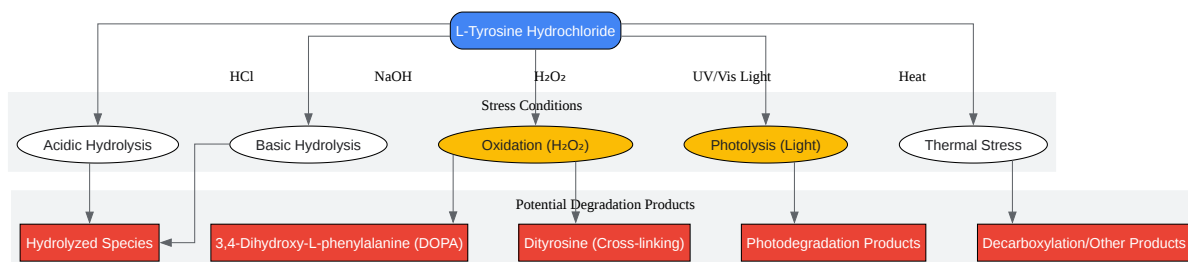 L-Tyrosine Hydrochloride
HCl
NaOH
H₂O₂
UV/Vis Light
Heat
Stress Conditions
Acidic Hydrolysis
Basic Hydrolysis
Oxidation (H₂O₂)
Photolysis (Light)
Thermal Stress
Potential Degradation Products
Hydrolyzed Species
3,4-Dihydroxy-L-phenylalanine (DOPA)
Dityrosine (Cross-linking)
Photodegradation Products
Decarboxylation/Other Products